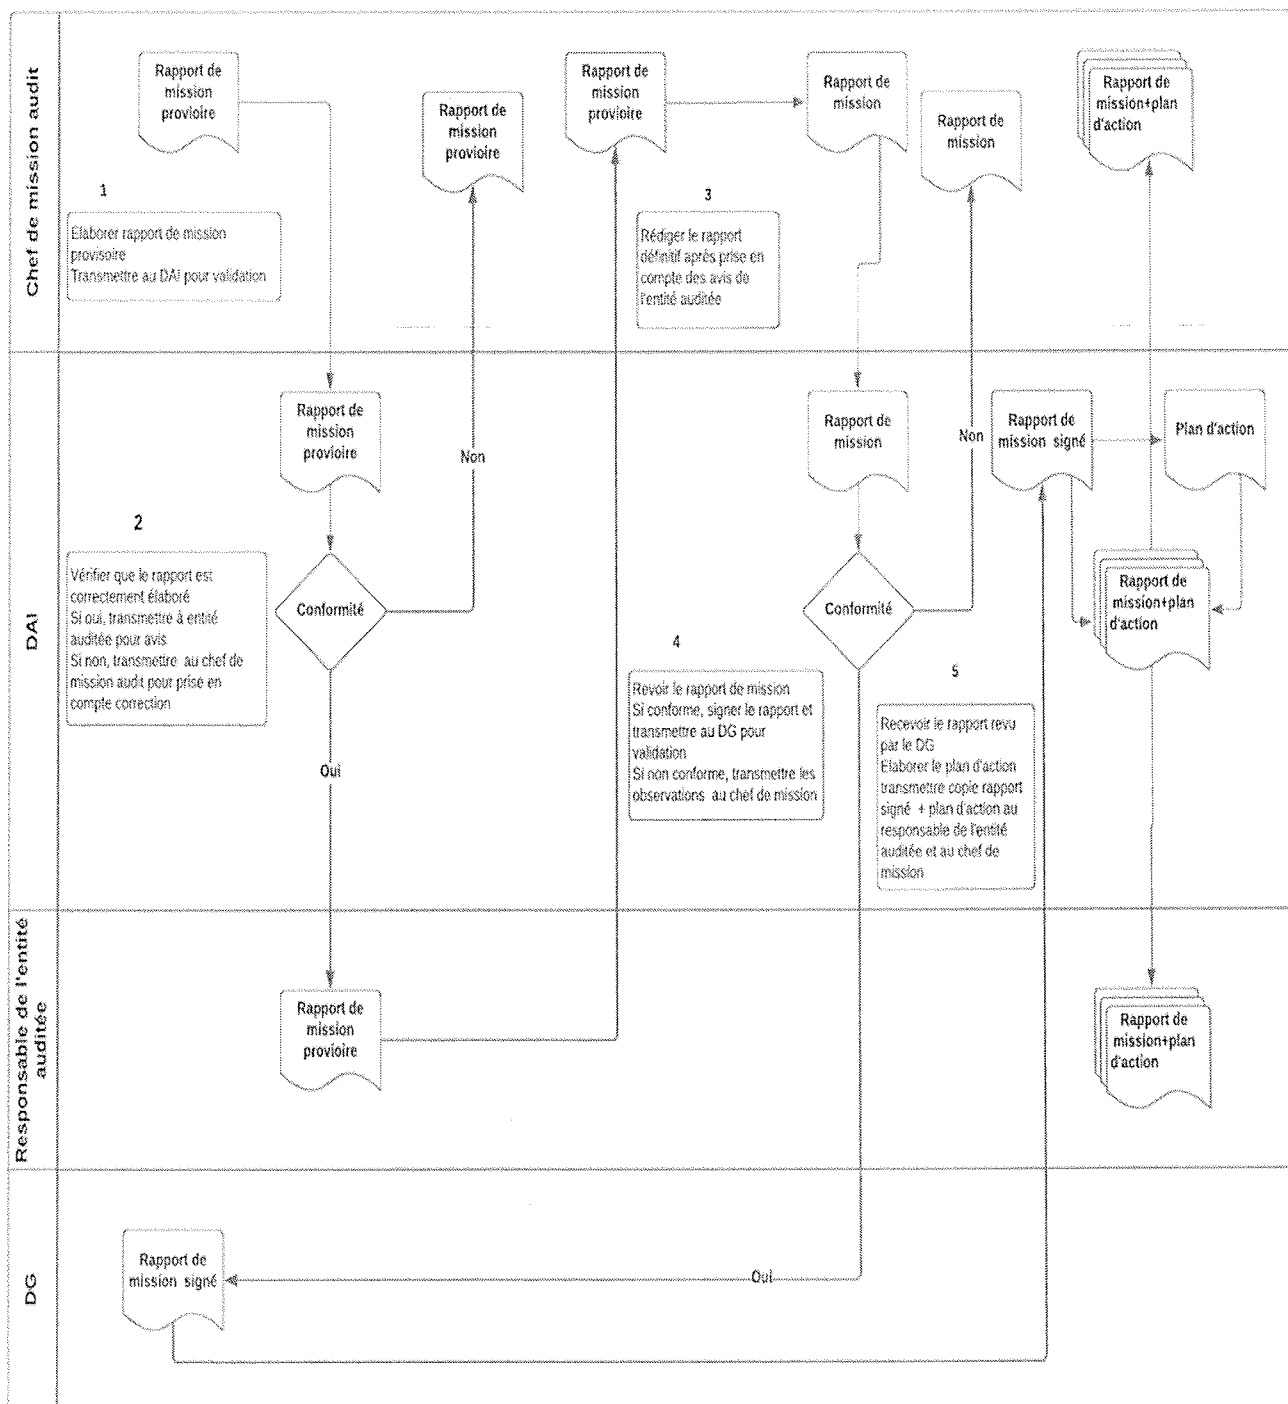 Chef de mission audit
Rapport de
mission
provioire
Rapport de
mission
provioire
Rapport de
mission
provioire
Rapport de
mission
Rapport de
mission
Rapport de
mission+plan
d'action
1
Elaborer rapport de mission
provisoire
Transmettre au DAI pour validation
3
Rédiger le rapport
définitif après prise en
compte des avis de
l'entité auditée
DAI
Rapport de
mission
provioire
Non
Rapport de
mission
Non
Rapport de
mission signé
Plan d'action
2
Vérifier que le rapport est
correctement élaboré
Si oui, transmettre à entité
auditée pour avis
Si non, transmettre au chef de
mission audit pour prise en
compte correction
Conformité
Oui
Conformité
Rapport de
mission+plan
d'action
4
Revoir le rapport de mission
Si conforme, signer le rapport et
transmettre au DG pour
validation
Si non conforme, transmettre les
observations au chef de mission
5
Recevoir le rapport revu
par le DG
Elaborer le plan d'action
transmettre copie rapport
signé + plan d'action au
responsable de l'entité
auditée et au chef de
mission
Responsable de l'entité
auditée
Rapport de
mission
provioire
Rapport de
mission+plan
d'action
DG
Rapport de
mission signé
Oui